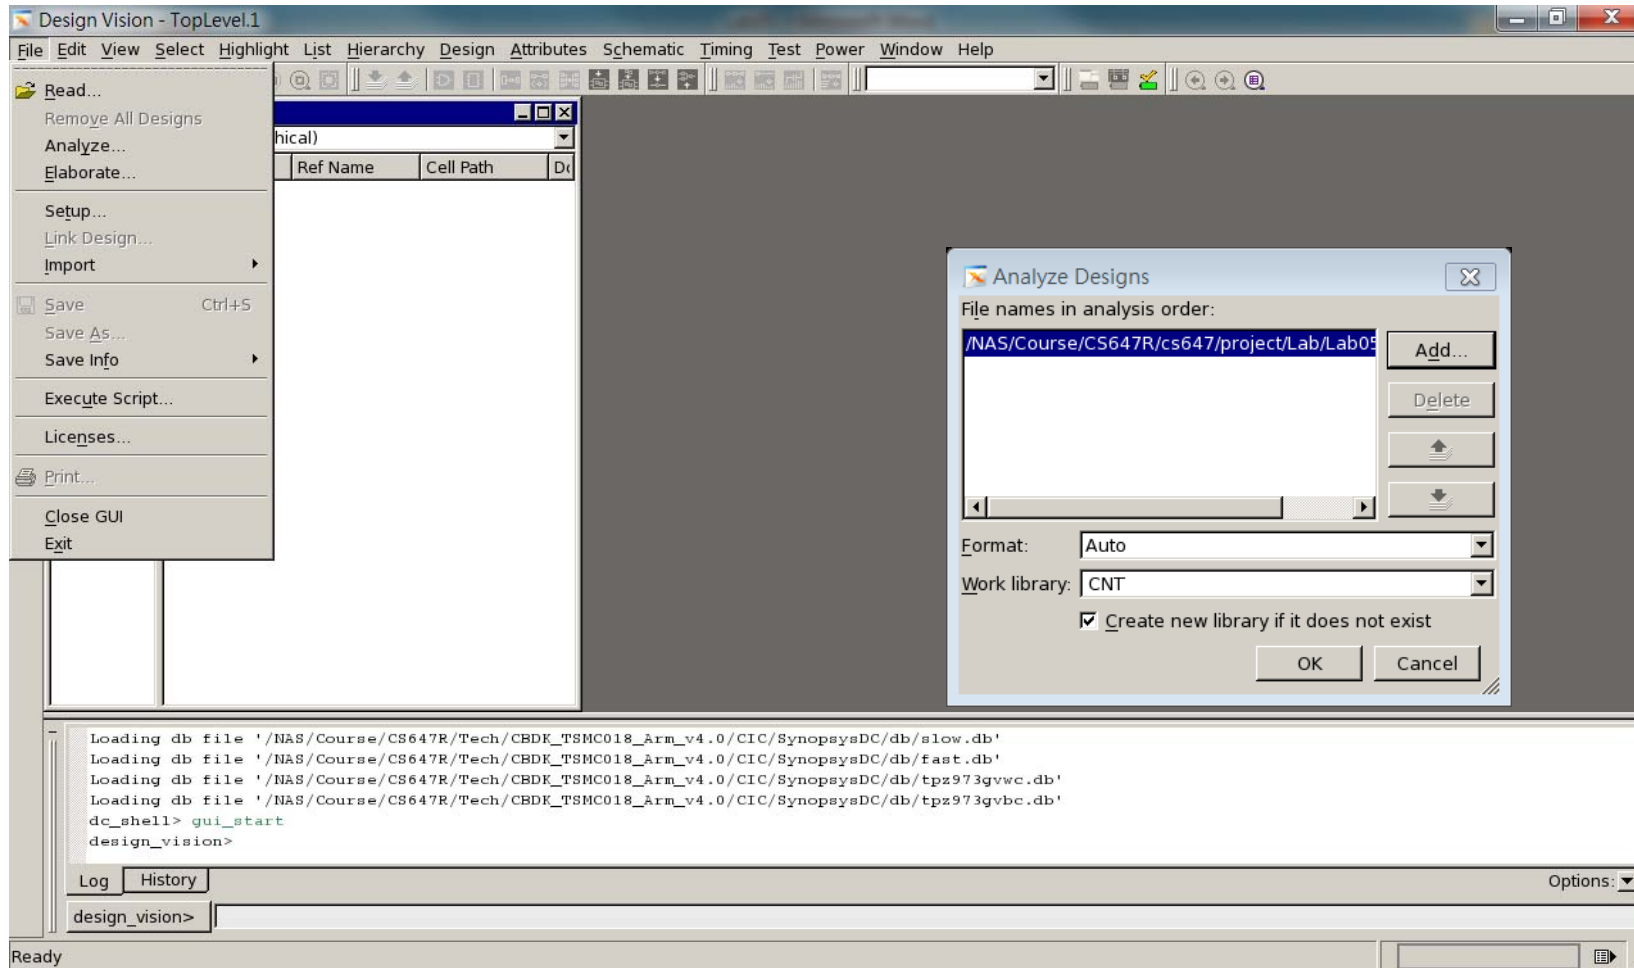 Design Vision - TopLevel.1
File Edit View Select Highlight List Hierarchy Design Attributes Schematic Timing Test Power Window Help
Read...
Remove All Designs
Analyze...
Elaborate...
Setup...
Link Design...
Import
Save Ctrl+S
Save As...
Save Info
Execute Script...
Licenses...
Print...
Close GUI
Exit
hical)
Ref Name Cell Path
Analyze Designs
File names in analysis order:
/NAS/Course/CS647R/cs647/project/Lab/Lab05
Add...
Delete
Format: Auto
Work library: CNT
Create new library if it does not exist
OK Cancel
Loading db file '/NAS/Course/CS647R/Tech/CBDK_TSMC018_Arm_v4.0/CIC/SynopsysDC/db/slow.db'
Loading db file '/NAS/Course/CS647R/Tech/CBDK_TSMC018_Arm_v4.0/CIC/SynopsysDC/db/fast.db'
Loading db file '/NAS/Course/CS647R/Tech/CBDK_TSMC018_Arm_v4.0/CIC/SynopsysDC/db/tpz973gvwc.db'
Loading db file '/NAS/Course/CS647R/Tech/CBDK_TSMC018_Arm_v4.0/CIC/SynopsysDC/db/tpz973gvbc.db'
dc_shell> gui_start
design_vision>
Log History
Options:
design_vision>
Ready